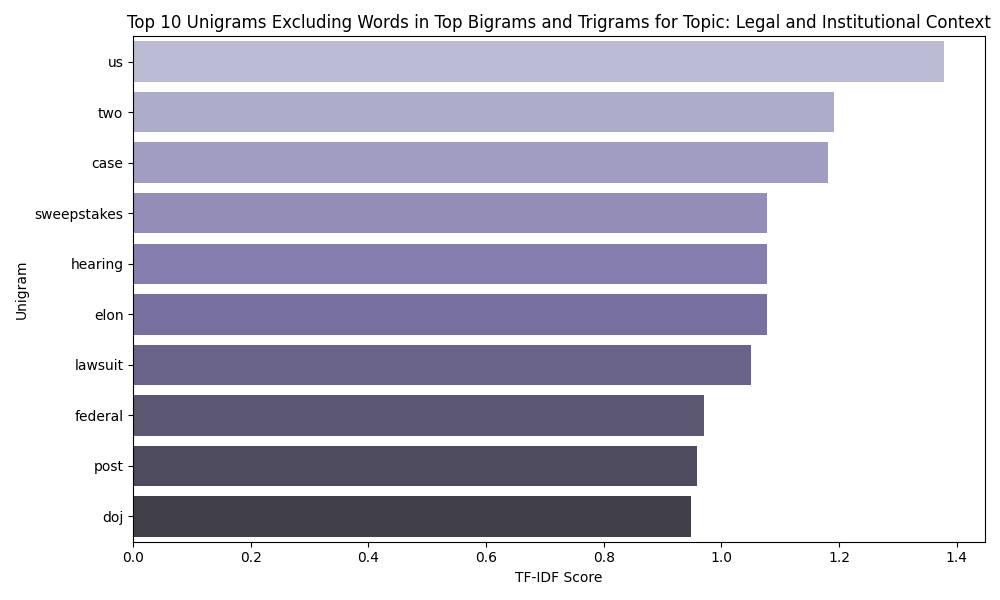 Top 10 Unigrams Excluding Words in Top Bigrams and Trigrams for Topic: Legal and Institutional Context
us
two
case
sweepstakes
hearing
elon
lawsuit
federal
post
doj
Unigram
0.0 0.2 0.4 0.6 0.8 1.0 1.2 1.4
TF-IDF Score